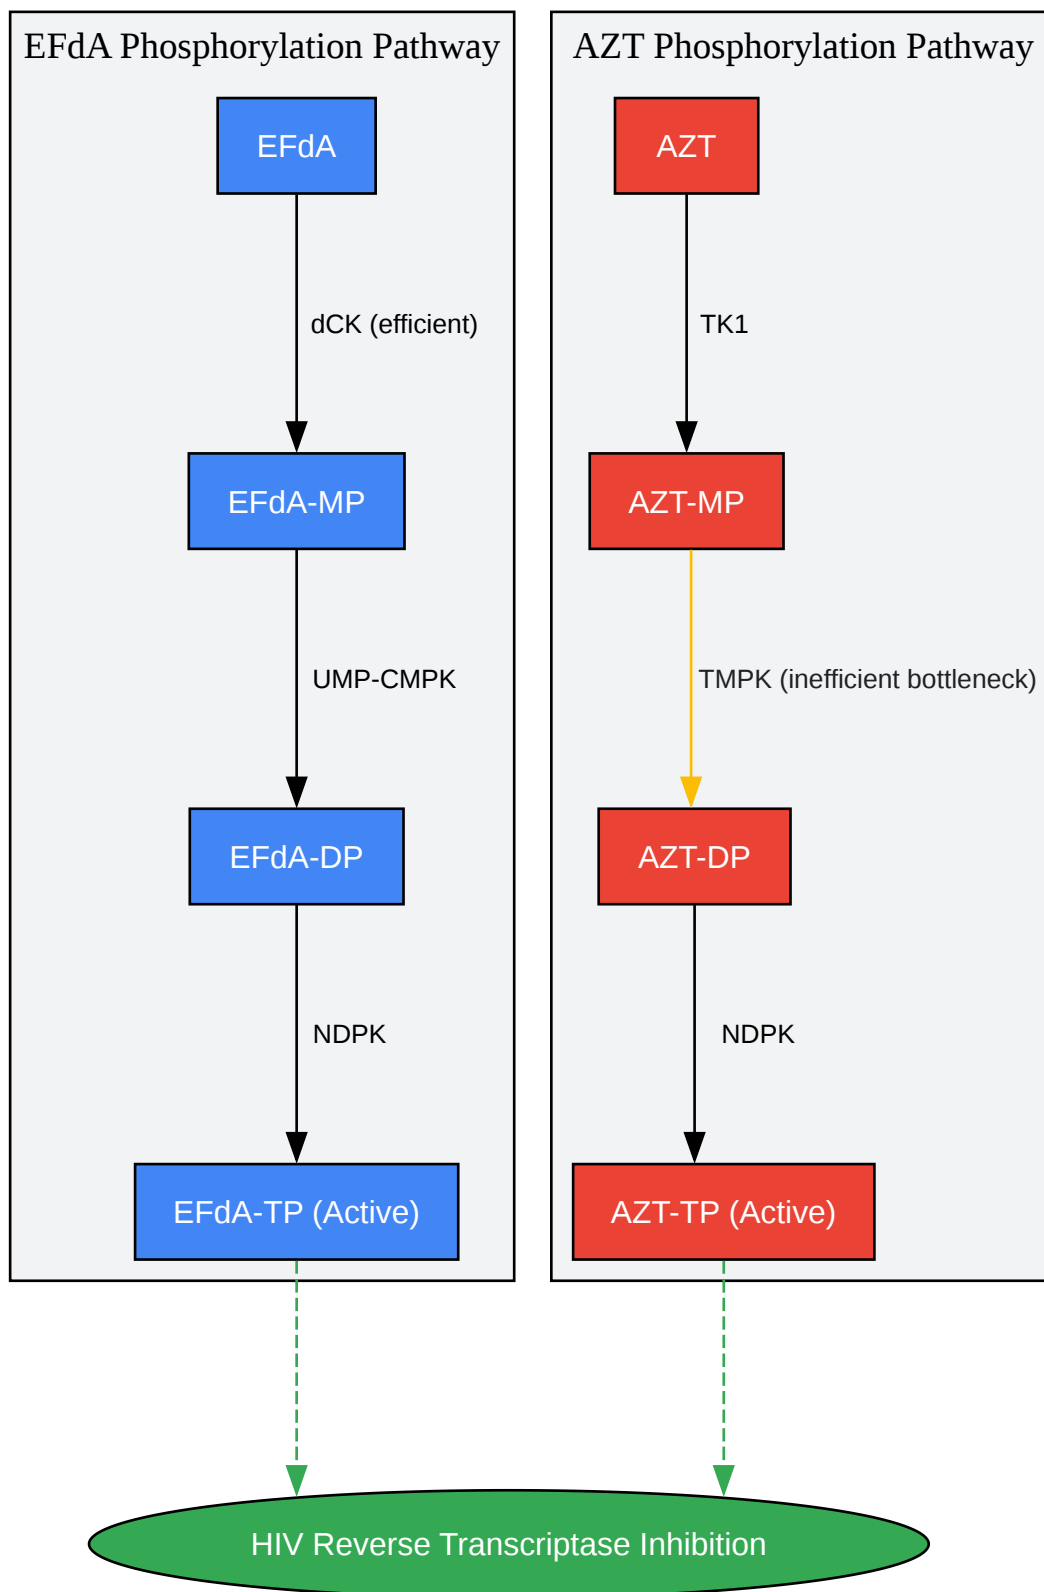 EFdA Phosphorylation Pathway
EFdA
dCK (efficient)
EFdA-MP
UMP-CMPK
EFdA-DP
NDPK
EFdA-TP (Active)
AZT Phosphorylation Pathway
AZT
TK1
AZT-MP
TMPK (inefficient bottleneck)
AZT-DP
NDPK
AZT-TP (Active)
HIV Reverse Transcriptase Inhibition